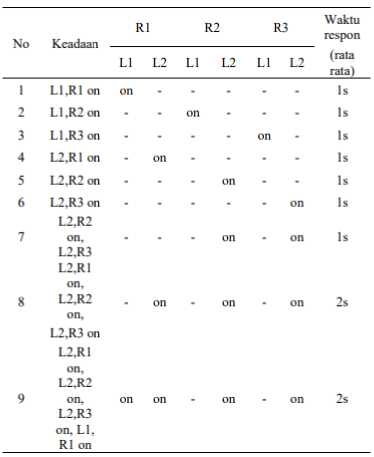 No Keadaan R1 R2 R3 Waktu respon (rata rata)
L1 L2 L1 L2 L1 L2
1 L1,R1 on on - - - - - 1s
2 L1,R2 on - - on - - - 1s
3 L1,R3 on - - - - on - 1s
4 L2,R1 on - on - - - - 1s
5 L2,R2 on - - - on - - 1s
6 L2,R3 on - - - - - on 1s
7 L2,R2 on, L2,R3 - - - on - on 1s
8 L2,R1 on, L2,R2 on, L2,R3 on - on - on - on 2s
9 L2,R1 on, L2,R2 on, L2,R3 on, L1, R1 on on on - on - on 2s